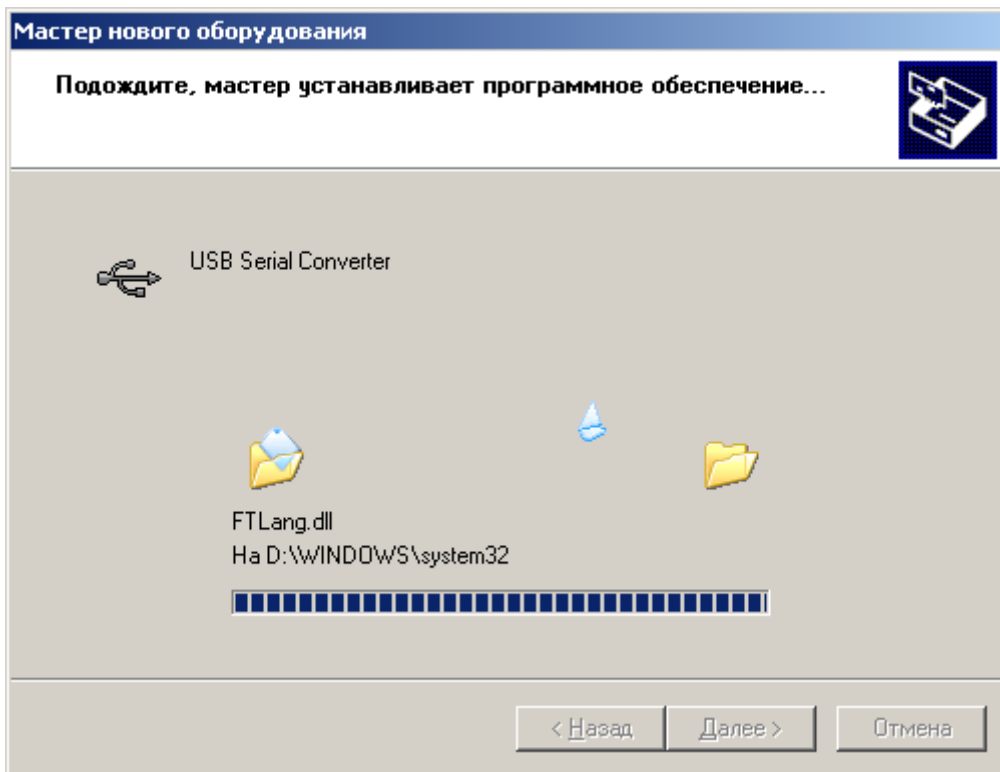 Мастер нового оборудования
Подождите, мастер устанавливает программное обеспечение...
USB Serial Converter
FTLang.dll
На D:\WINDOWS\system32
< Назад
Далее >
Отмена